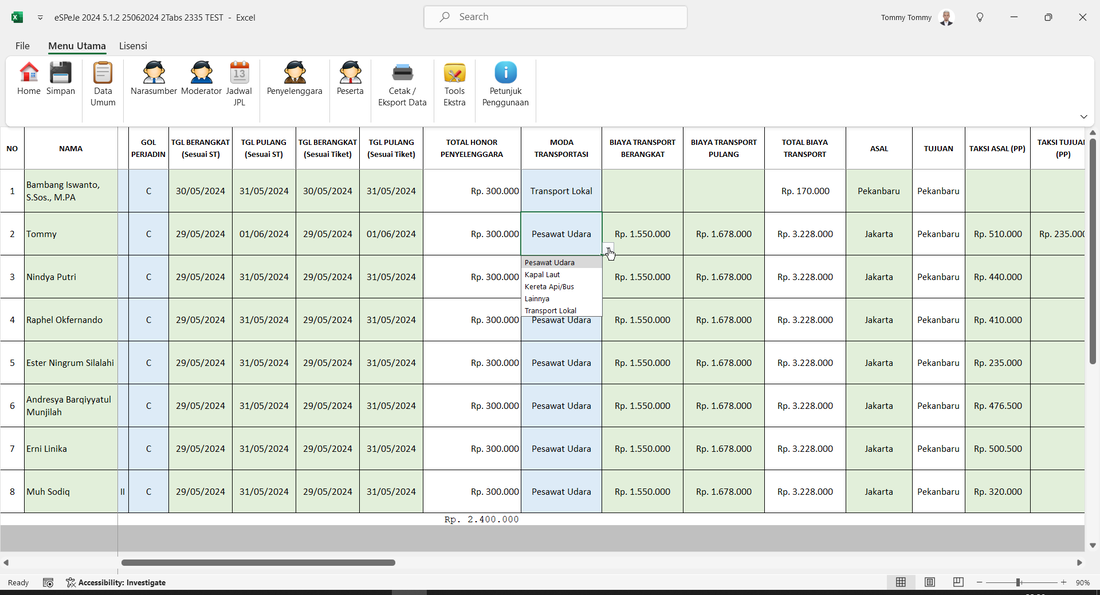 eSPeJe 2024 5.1.2 25062024 2Tabs 2335 TEST - Excel
Search
Tommy Tommy
File Menu Utama Lisensi
Home Simpan Data Umum Narasumber Moderator Jadwal JPL Penyelenggara Peserta Cetak / Eksport Data Tools Ekstra Petunjuk Penggunaan
NO NAMA GOL PERJADIN TGL BERANGKAT (Sesuai ST) TGL PULANG (Sesuai ST) TGL BERANGKAT (Sesuai Tiket) TGL PULANG (Sesuai Tiket) TOTAL HONOR PENYELENGGARA MODA TRANSPORTASI BIAYA TRANSPORT BERANGKAT BIAYA TRANSPORT PULANG TOTAL BIAYA TRANSPORT ASAL TUJUAN TAKSI ASAL (PP) TAKSI TUJUAN (PP)
1 Bambang Iswanto, S.Sos., M.PA C 30/05/2024 31/05/2024 30/05/2024 31/05/2024 Rp. 300.000 Transport Lokal Rp. 170.000 Pekanbaru Pekanbaru
2 Tommy C 29/05/2024 01/06/2024 29/05/2024 01/06/2024 Rp. 300.000 Pesawat Udara Rp. 1.550.000 Rp. 1.678.000 Rp. 3.228.000 Jakarta Pekanbaru Rp. 510.000 Rp. 235.000
Pesawat Udara
Kapal Laut
Kereta Api/Bus
Lainnya
Transport Lokal
3 Nindya Putri C 29/05/2024 31/05/2024 29/05/2024 31/05/2024 Rp. 300.000 Rp. 1.550.000 Rp. 1.678.000 Rp. 3.228.000 Jakarta Pekanbaru Rp. 440.000
4 Raphel Okfernando C 29/05/2024 31/05/2024 29/05/2024 31/05/2024 Rp. 300.000 Pesawat Udara Rp. 1.550.000 Rp. 1.678.000 Rp. 3.228.000 Jakarta Pekanbaru Rp. 410.000
5 Ester Ningrum Silalahi C 29/05/2024 31/05/2024 29/05/2024 31/05/2024 Rp. 300.000 Pesawat Udara Rp. 1.550.000 Rp. 1.678.000 Rp. 3.228.000 Jakarta Pekanbaru Rp. 235.000
6 Andresya Barqiyyatul Munjilah C 29/05/2024 31/05/2024 29/05/2024 31/05/2024 Rp. 300.000 Pesawat Udara Rp. 1.550.000 Rp. 1.678.000 Rp. 3.228.000 Jakarta Pekanbaru Rp. 476.500
7 Erni Linika C 29/05/2024 31/05/2024 29/05/2024 31/05/2024 Rp. 300.000 Pesawat Udara Rp. 1.550.000 Rp. 1.678.000 Rp. 3.228.000 Jakarta Pekanbaru Rp. 500.500
8 Muh Sodiq II C 29/05/2024 31/05/2024 29/05/2024 31/05/2024 Rp. 300.000 Pesawat Udara Rp. 1.550.000 Rp. 1.678.000 Rp. 3.228.000 Jakarta Pekanbaru Rp. 320.000
Rp. 2.400.000
Ready Accessibility: Investigate 90%